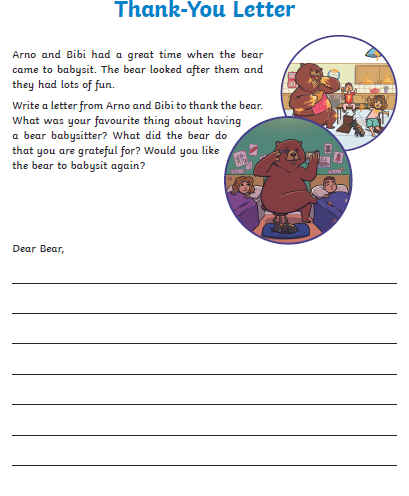 Thank-You Letter
Arno and Bibi had a great time when the bear
came to babysit. The bear looked after them and
they had lots of fun.
Write a letter from Arno and Bibi to thank the bear.
What was your favourite thing about having
a bear babysitter? What did the bear do
that you are grateful for? Would you like
the bear to babysit again?
Dear Bear,